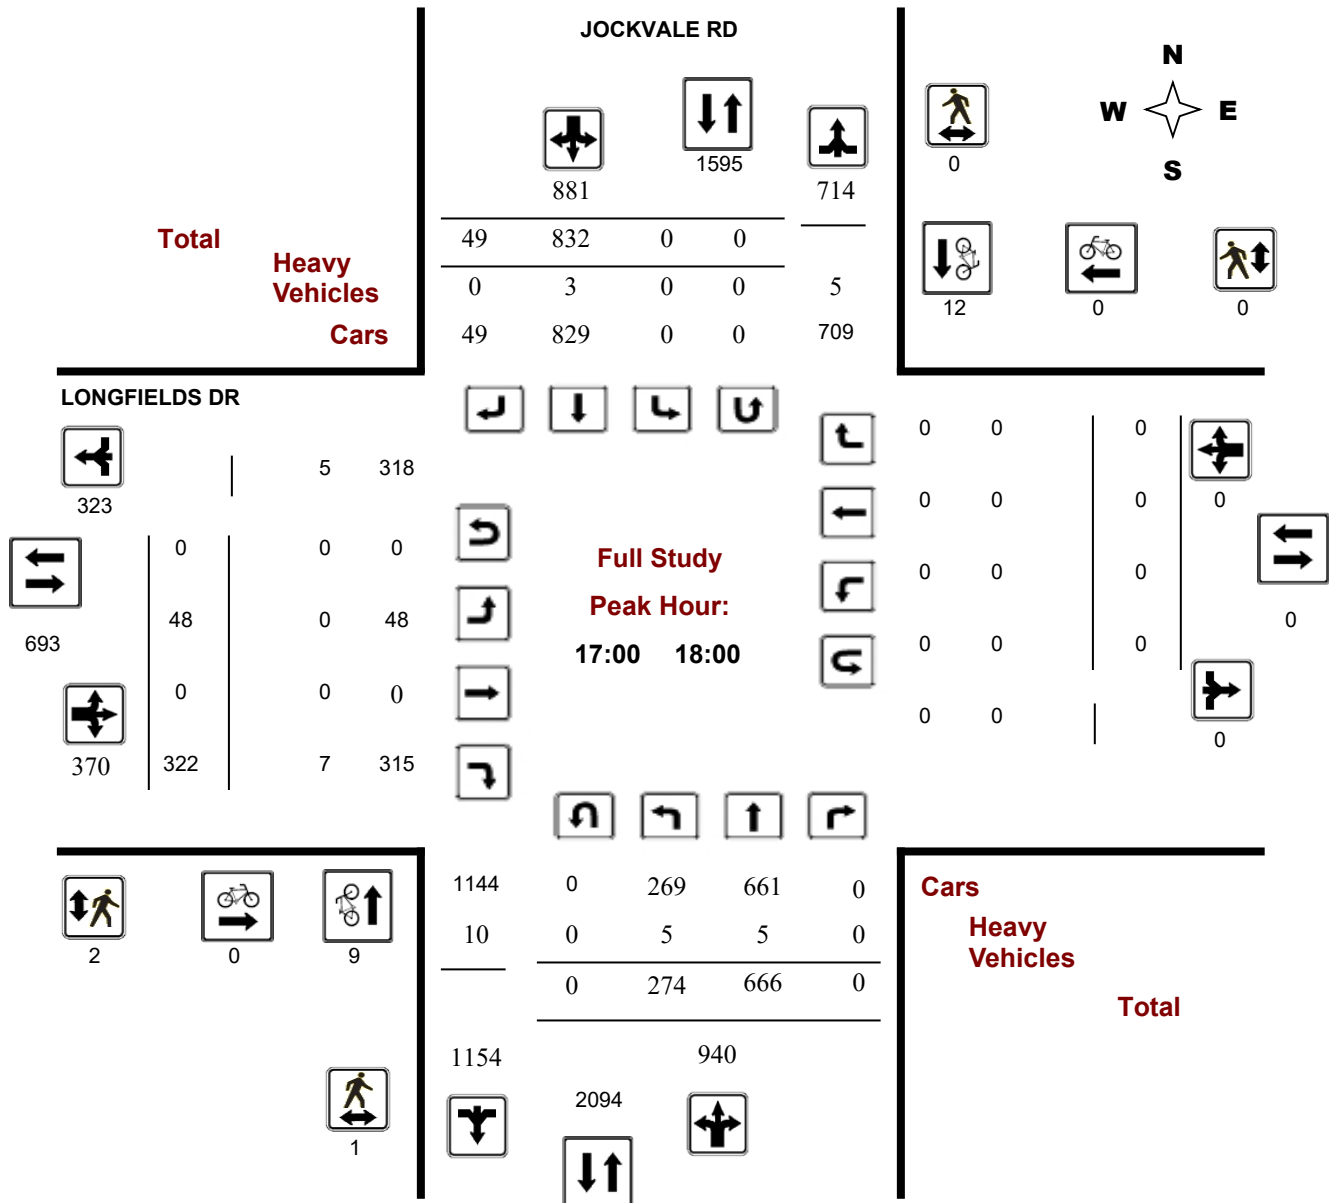 JOCKVALE RD
N
W E
S
881
1595
714
0
Total
49 832 0 0
Heavy
Vehicles
0 3 0 0 5
12 0 0
Cars
49 829 0 0 709
LONGFIELDS DR
0 0 0
5 318
323
0 0 0 0
0 0 0
Full Study
0 0 0
Peak Hour:
48 0 48
693
17:00 18:00
0 0 0
0
0 0 0
0 0
0
370 322 7 315
1144 0 269 661 0
Cars
10 0 5 5 0
Heavy
Vehicles
2 0 9
0 274 666 0
Total
1154 940
2094
1